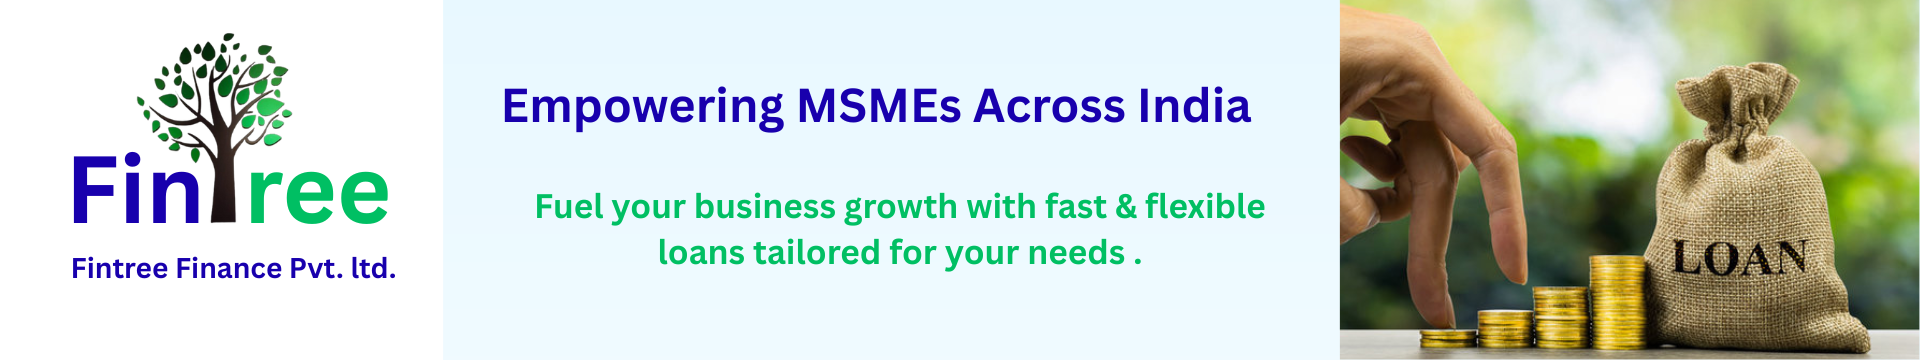 FinTree
Fintree Finance Pvt. ltd.
Empowering MSMEs Across India
Fuel your business growth with fast & flexible
loans tailored for your needs .
LOAN